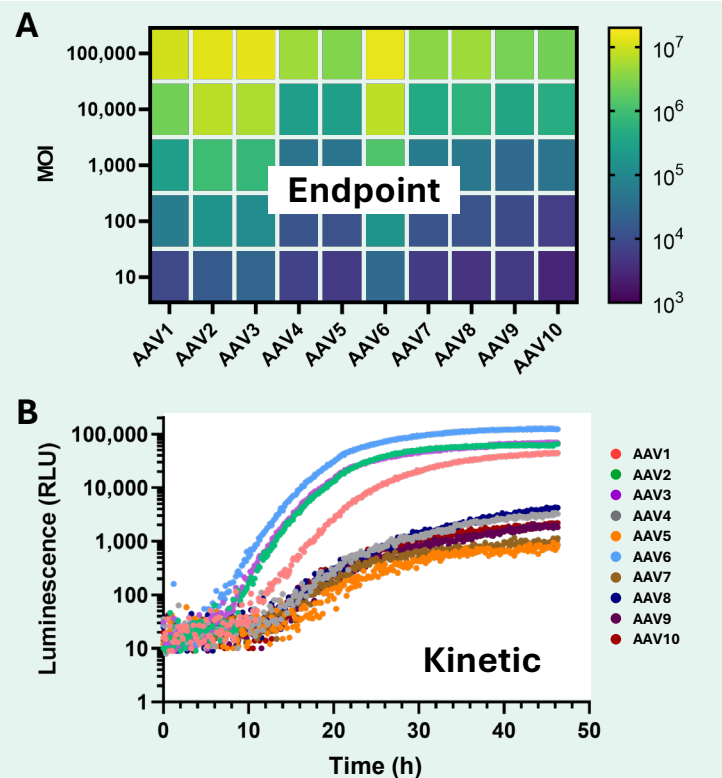 A
MOI
100,000
10,000
1,000
100
10
Endpoint
AAV1 AAV2 AAV3 AAV4 AAV5 AAV6 AAV7 AAV8 AAV9 AAV10
10⁷
10⁶
10⁵
10⁴
10³
B
Luminescence (RLU)
100,000
10,000
1,000
100
10
1
Kinetic
0 10 20 30 40 50
Time (h)
AAV1
AAV2
AAV3
AAV4
AAV5
AAV6
AAV7
AAV8
AAV9
AAV10